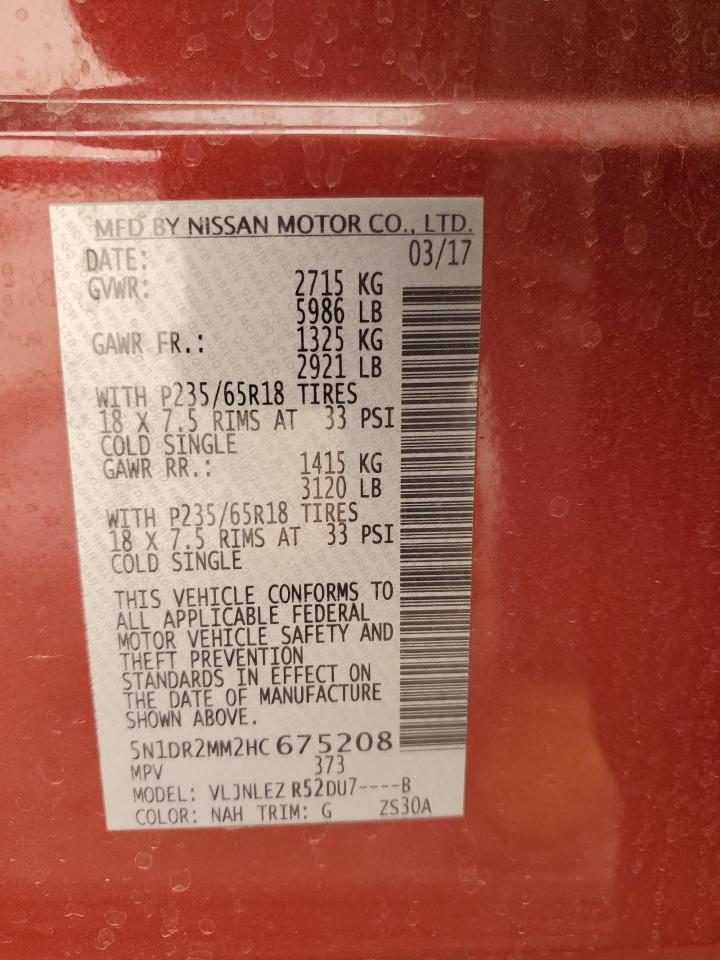 MFD BY NISSAN MOTOR CO., LTD.
DATE: 03/17
GVWR: 2715 KG
5986 LB
GAWR FR.: 1325 KG
2921 LB
WITH P235/65R18 TIRES
18 X 7.5 RIMS AT 33 PSI
COLD SINGLE
GAWR RR.: 1415 KG
3120 LB
WITH P235/65R18 TIRES
18 X 7.5 RIMS AT 33 PSI
COLD SINGLE
THIS VEHICLE CONFORMS TO
ALL APPLICABLE FEDERAL
MOTOR VEHICLE SAFETY AND
THEFT PREVENTION
STANDARDS IN EFFECT ON
THE DATE OF MANUFACTURE
SHOWN ABOVE.
5N1DR2MM2HC675208
MPV 373
MODEL: VLJNLEZ R52DU7----B
COLOR: NAH TRIM: G ZS30A